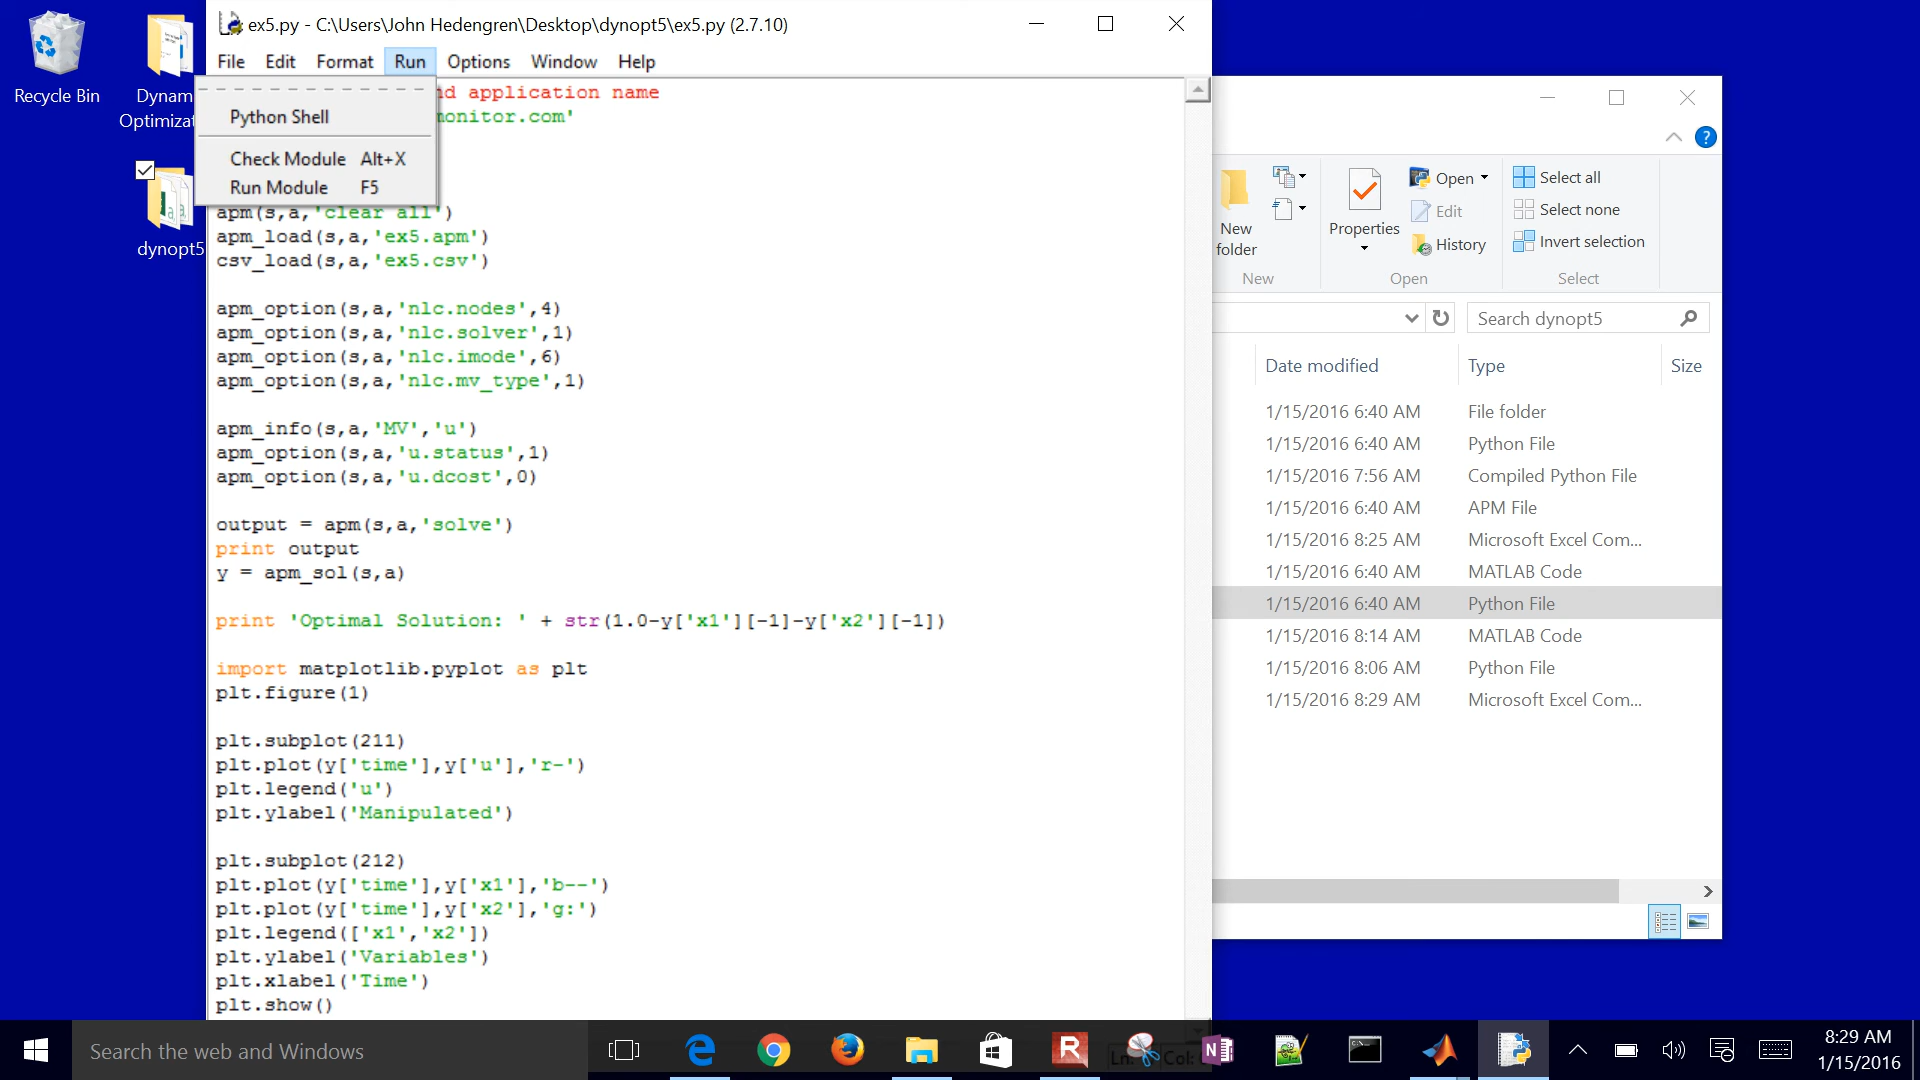 ex5.py - C:\Users\John Hedengren\Desktop\dynopt5\ex5.py (2.7.10)
File Edit Format Run Options Window Help
Recycle Bin
Dynam
Optimizat
dynopt5
Python Shell
Check Module Alt+X
Run Module F5
nd application name
monitor.com'
apm(s,a,'clear all')
apm_load(s,a,'ex5.apm')
csv_load(s,a,'ex5.csv')
apm_option(s,a,'nlc.nodes',4)
apm_option(s,a,'nlc.solver',1)
apm_option(s,a,'nlc.imode',6)
apm_option(s,a,'nlc.mv_type',1)
apm_info(s,a,'MV','u')
apm_option(s,a,'u.status',1)
apm_option(s,a,'u.dcost',0)
output = apm(s,a,'solve')
print output
y = apm_sol(s,a)
print 'Optimal Solution: ' + str(1.0-y['x1'][-1]-y['x2'][-1])
import matplotlib.pyplot as plt
plt.figure(1)
plt.subplot(211)
plt.plot(y['time'],y['u'],'r-')
plt.legend('u')
plt.ylabel('Manipulated')
plt.subplot(212)
plt.plot(y['time'],y['x1'],'b--')
plt.plot(y['time'],y['x2'],'g:')
plt.legend(['x1','x2'])
plt.ylabel('Variables')
plt.xlabel('Time')
plt.show()
New
folder
New
Properties
Open
Edit
History
Open
Select all
Select none
Invert selection
Select
Search dynopt5
Date modified Type Size
1/15/2016 6:40 AM File folder
1/15/2016 6:40 AM Python File
1/15/2016 7:56 AM Compiled Python File
1/15/2016 6:40 AM APM File
1/15/2016 8:25 AM Microsoft Excel Com...
1/15/2016 6:40 AM MATLAB Code
1/15/2016 6:40 AM Python File
1/15/2016 8:14 AM MATLAB Code
1/15/2016 8:06 AM Python File
1/15/2016 8:29 AM Microsoft Excel Com...
Search the web and Windows
8:29 AM
1/15/2016